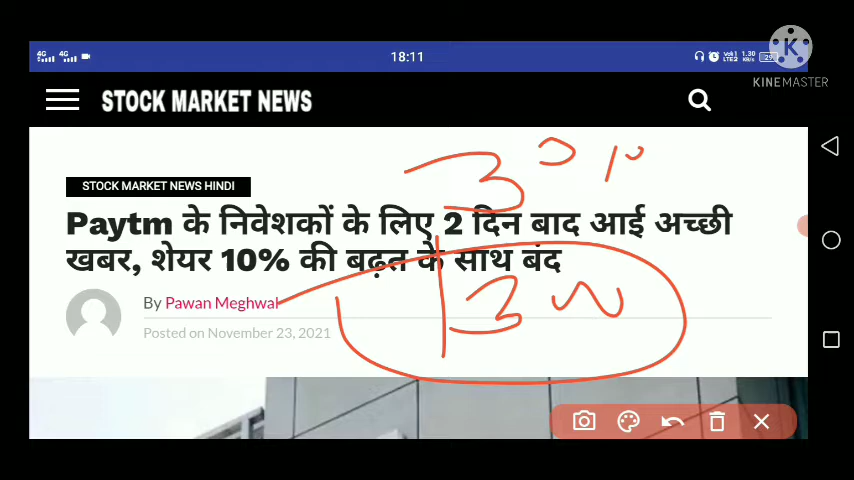 18:11
KINEMASTER
STOCK MARKET NEWS
STOCK MARKET NEWS HINDI
Paytm के निवेशकों के लिए 2 दिन बाद आई अच्छी
खबर, शेयर 10% की बढ़त के साथ बंद
By Pawan Meghwal
Posted on November 23, 2021